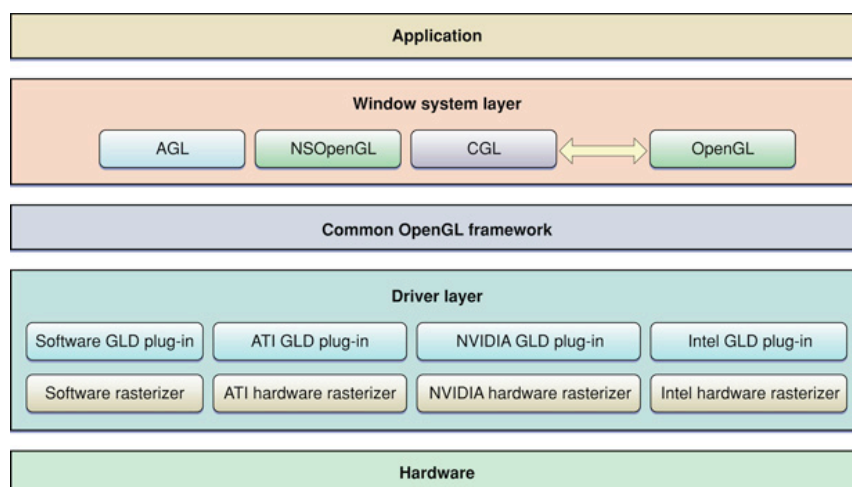 Application
Window system layer
AGL
NSOpenGL
CGL
OpenGL
Common OpenGL framework
Driver layer
Software GLD plug-in
ATI GLD plug-in
NVIDIA GLD plug-in
Intel GLD plug-in
Software rasterizer
ATI hardware rasterizer
NVIDIA hardware rasterizer
Intel hardware rasterizer
Hardware